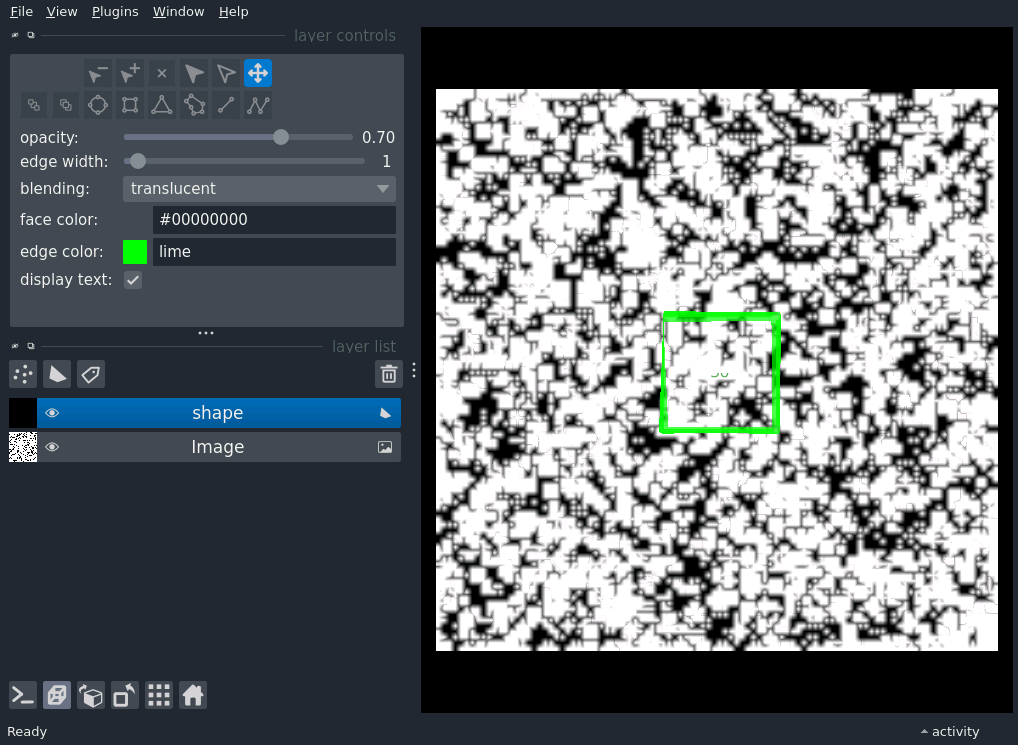 File View Plugins Window Help
layer controls
opacity: 0.70
edge width: 1
blending: translucent
face color: #00000000
edge color: lime
display text:
layer list
shape
Image
Ready
activity